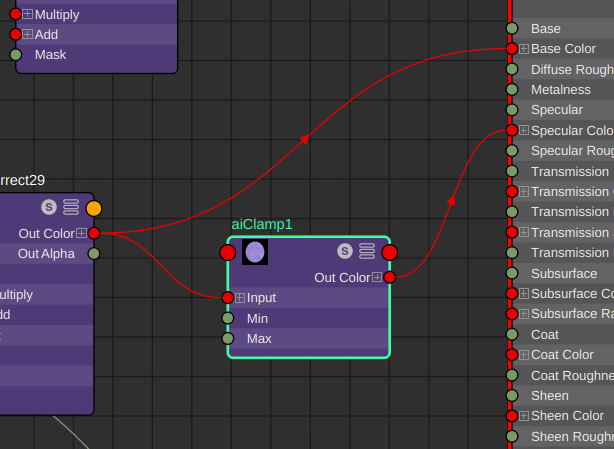 Multiply
Add
Mask
rrect29
S
Out Color
Out Alpha
ultiply
dd
aiClamp1
S
Out Color
Input
Min
Max
Base
Base Color
Diffuse Rough
Metalness
Specular
Specular Colo
Specular Roug
Transmission
Transmission
Transmission
Transmission
Transmission
Subsurface
Subsurface Co
Subsurface Ra
Coat
Coat Color
Coat Roughne
Sheen
Sheen Color
Sheen Roughn